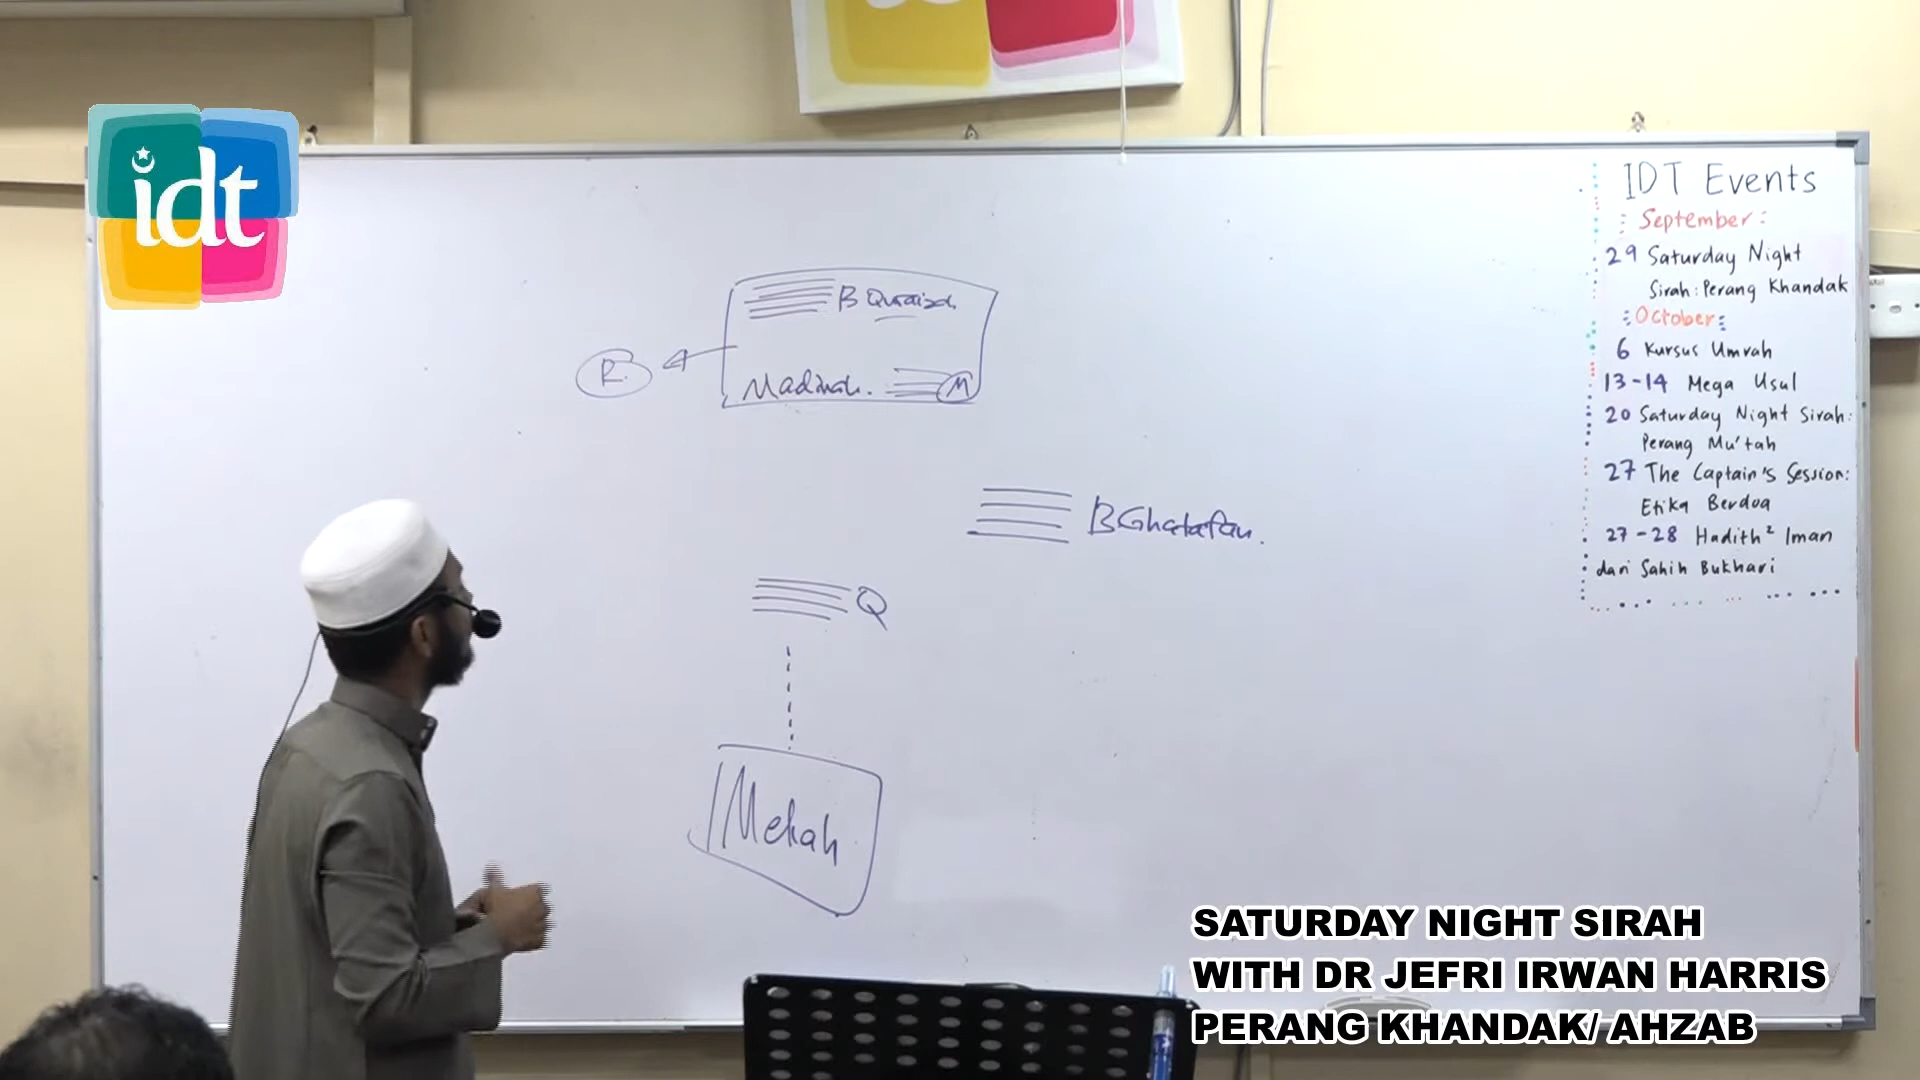 idt
IDT Events
September:
29 Saturday Night
Sirah: Perang Khandak
October:
6 Kursus Umrah
13-14 Mega Usul
20 Saturday Night Sirah:
Perang Mu'tah
27 The Captain's Session:
Etika Berdoa
27-28 Hadith² Iman
dari Sahih Bukhari
B Quraizah
R.
Madinah.
M
B Ghatafan.
Q
Mekah
SATURDAY NIGHT SIRAH
WITH DR JEFRI IRWAN HARRIS
PERANG KHANDAK/ AHZAB